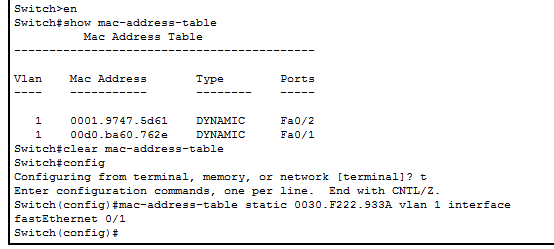 Switch>en
Switch#show mac-address-table
          Mac Address Table
-------------------------------------------
Vlan    Mac Address       Type        Ports
----    -----------       --------    -----
   1    0001.9747.5d61    DYNAMIC     Fa0/2
   1    00d0.ba60.762e    DYNAMIC     Fa0/1
Switch#clear mac-address-table
Switch#config
Configuring from terminal, memory, or network [terminal]? t
Enter configuration commands, one per line.  End with CNTL/Z.
Switch(config)#mac-address-table static 0030.F222.933A vlan 1 interface
fastEthernet 0/1
Switch(config)#